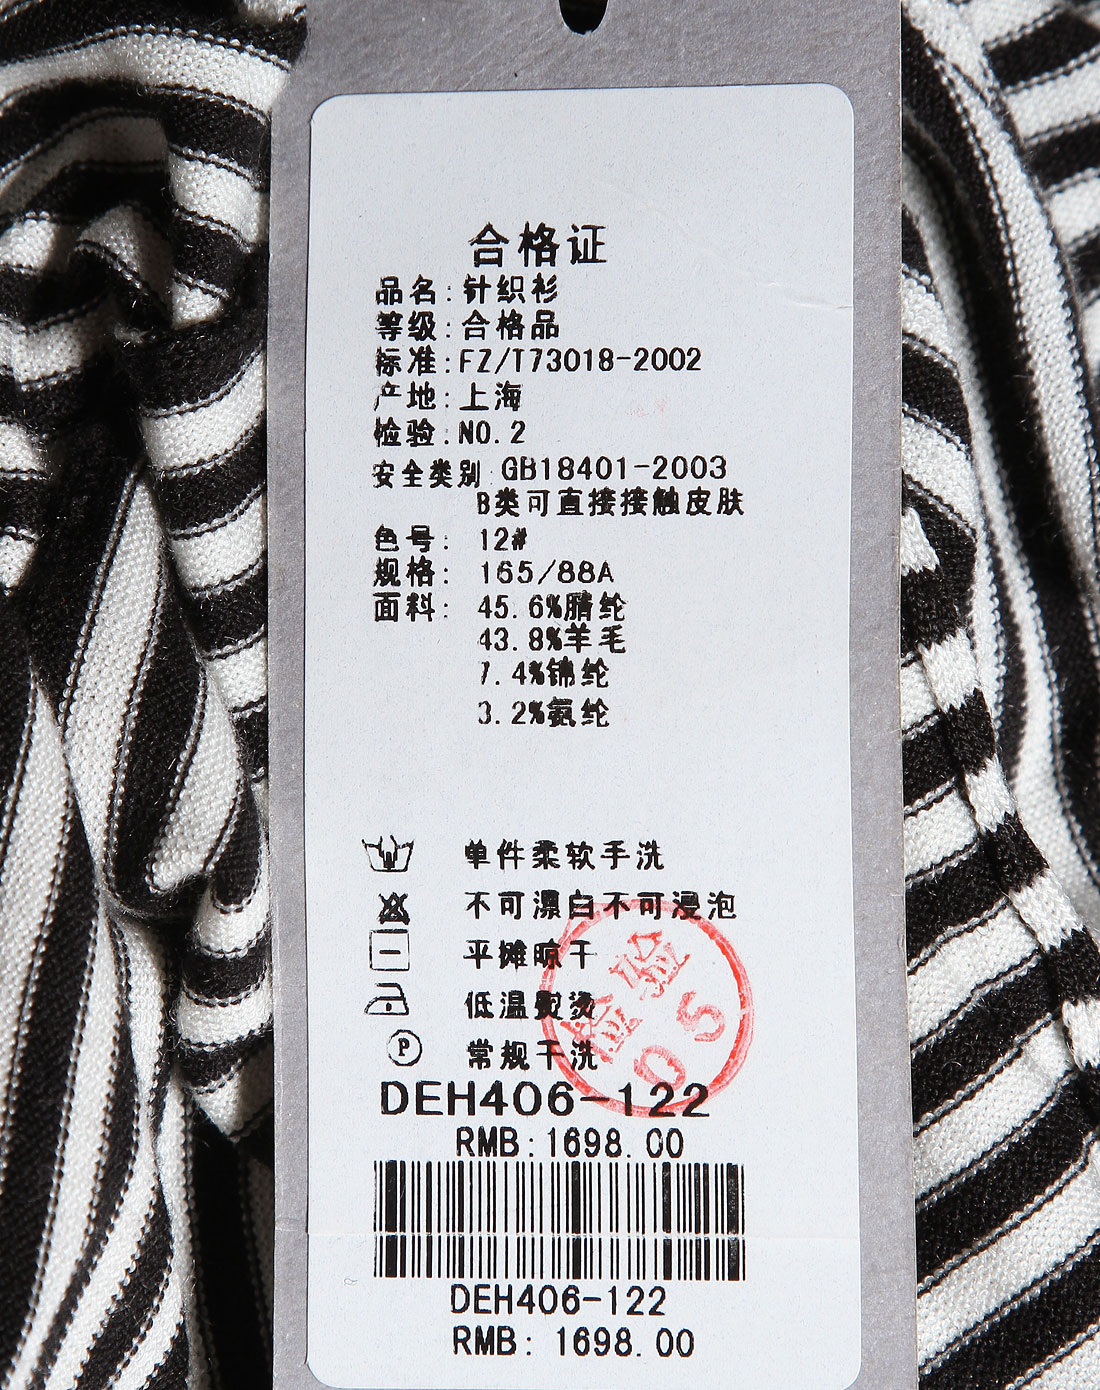 合格证
品名:针织衫
等级:合格品
标准:FZ/T73018-2002
产地:上海
检验:NO.2
安全类别:GB18401-2003
B类可直接接触皮肤
色号: 12#
规格: 165/88A
面料: 45.6%腈纶
43.8%羊毛
7.4%锦纶
3.2%氨纶
单件柔软手洗
不可漂白不可浸泡
平摊晾干
低温熨烫
P 常规干洗
检验
DS
DEH406-122
RMB:1698.00
DEH406-122
RMB: 1698.00